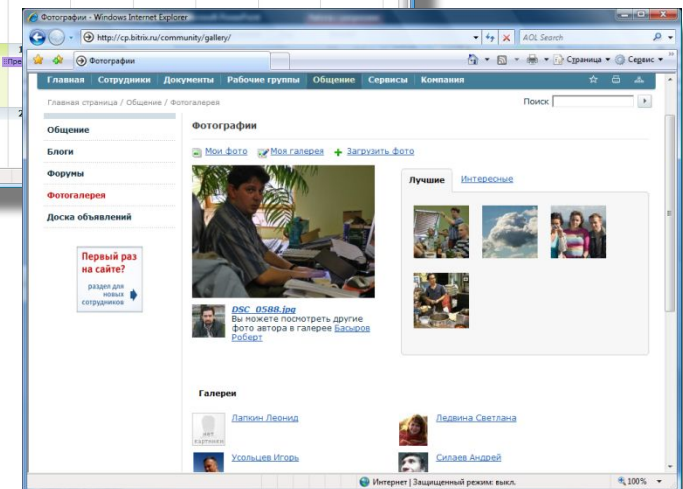 Фотографии - Windows Internet Explorer
http://cp.bitrix.ru/community/gallery/
AOL Search
Фотографии
Страница
Сервис
Главная Сотрудники Документы Рабочие группы Общение Сервисы Компания
Главная страница / Общение / Фотогалерея
Поиск
Общение
Блоги
Форумы
Фотогалерея
Доска объявлений
Первый раз
на сайте?
раздел для
новых
сотрудников
Фотографии
Мои фото Моя галерея Загрузить фото
Лучшие Интересные
DSC_0588.jpg
Вы можете посмотреть другие
фото автора в галерее Басыров
Роберт
Галереи
нет
картинки
Лапкин Леонид
Ледвина Светлана
Усольцев Игорь
Силаев Андрей
Интернет | Защищенный режим: выкл.
100%